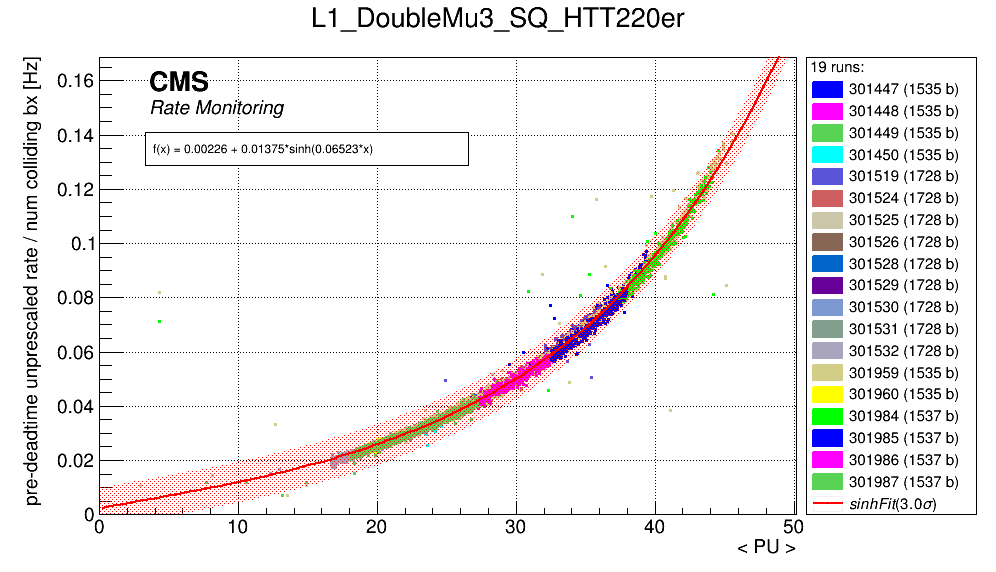 L1_DoubleMu3_SQ_HTT220er
pre-deadtime unprescaled rate / num colliding bx [Hz]
CMS
Rate Monitoring
f(x) = 0.00226 + 0.01375*sinh(0.06523*x)
0.16
0.14
0.12
0.1
0.08
0.06
0.04
0.02
0
0 10 20 30 40 50
< PU >
19 runs:
301447 (1535 b)
301448 (1535 b)
301449 (1535 b)
301450 (1535 b)
301519 (1728 b)
301524 (1728 b)
301525 (1728 b)
301526 (1728 b)
301528 (1728 b)
301529 (1728 b)
301530 (1728 b)
301531 (1728 b)
301532 (1728 b)
301959 (1535 b)
301960 (1535 b)
301984 (1537 b)
301985 (1537 b)
301986 (1537 b)
301987 (1537 b)
sinhFit(3.0σ)